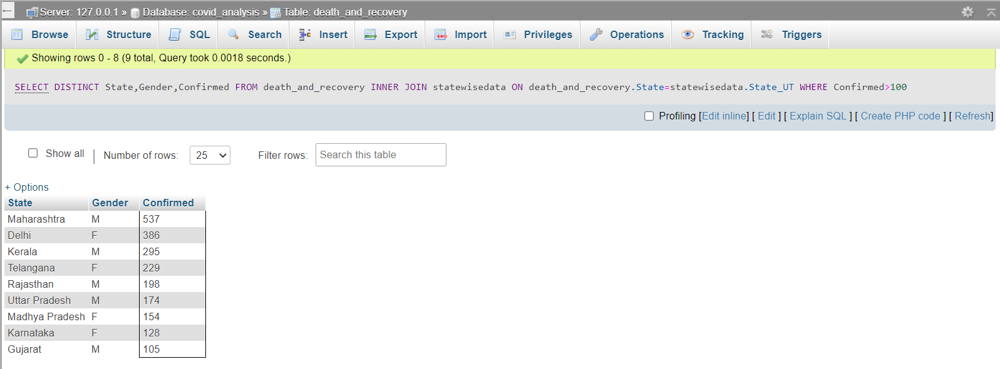 Server: 127.0.0.1 » Database: covid_analysis » Table: death_and_recovery
Browse Structure SQL Search Insert Export Import Privileges Operations Tracking Triggers
Showing rows 0 - 8 (9 total, Query took 0.0018 seconds.)
SELECT DISTINCT State,Gender,Confirmed FROM death_and_recovery INNER JOIN statewisedata ON death_and_recovery.State=statewisedata.State_UT WHERE Confirmed>100
Profiling [Edit inline] [ Edit ] [ Explain SQL ] [ Create PHP code ] [ Refresh]
Show all | Number of rows: 25 Filter rows: Search this table
+ Options
State Gender Confirmed
Maharashtra M 537
Delhi F 386
Kerala M 295
Telangana F 229
Rajasthan M 198
Uttar Pradesh M 174
Madhya Pradesh F 154
Karnataka F 128
Gujarat M 105